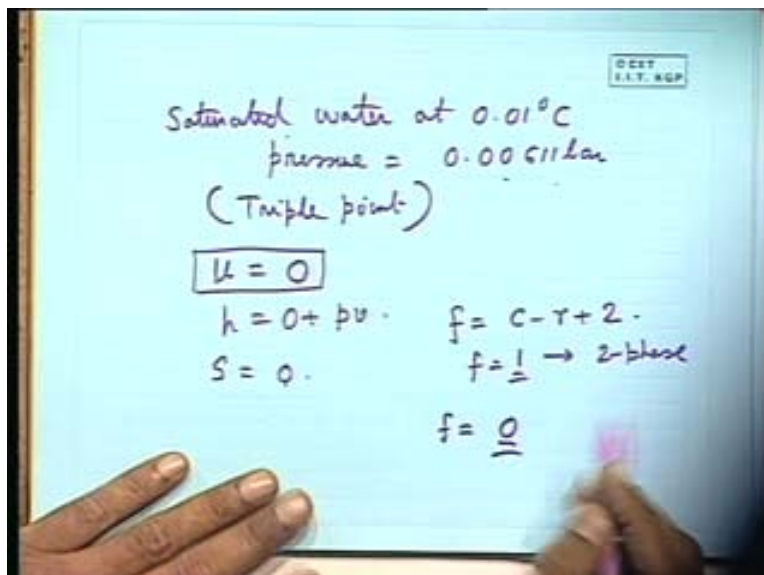 O CET
I.I.T. KGP
Saturated water at 0.01°C
pressure = 0.00611 bar
(Triple point)
u = 0
h = 0 + pv.
f = c - r + 2.
s = 0.
f = 1 → 2-phase
f = 0